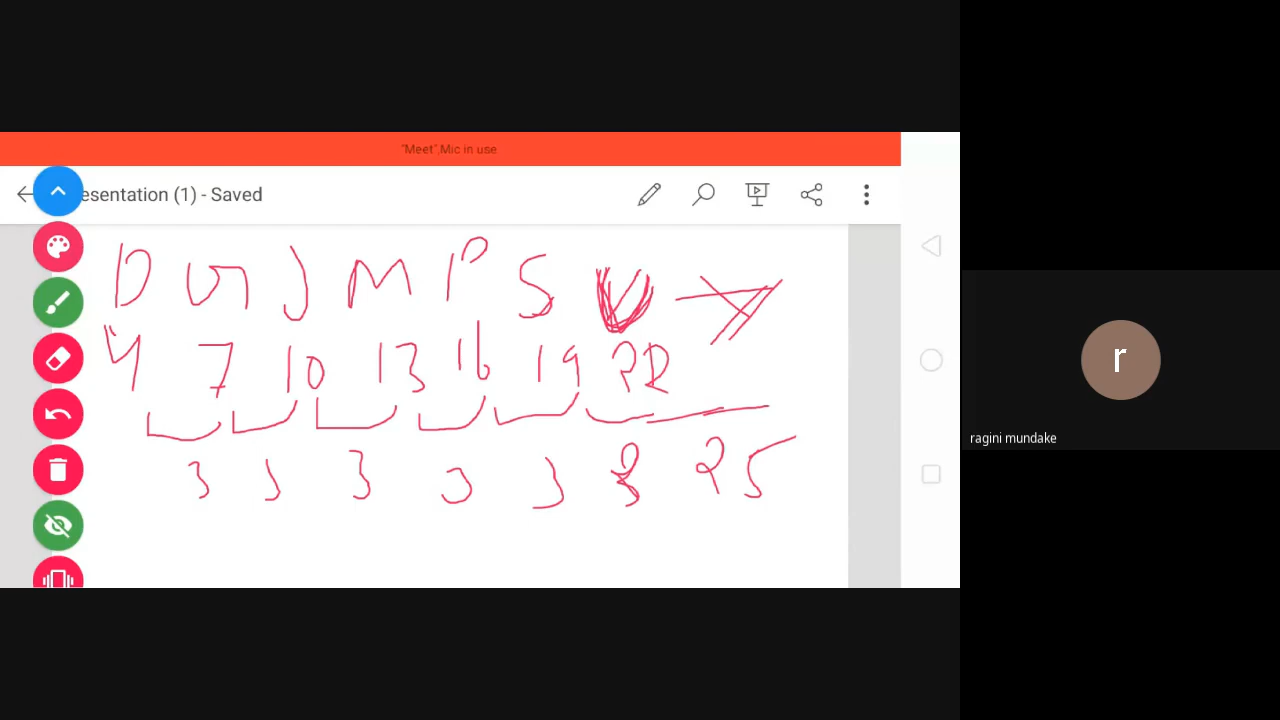 "Meet",Mic in use
esentation (1) - Saved
D G J M P S V
4 7 10 13 16 19 22
3 3 3 3 3 3 25
r
ragini mundake